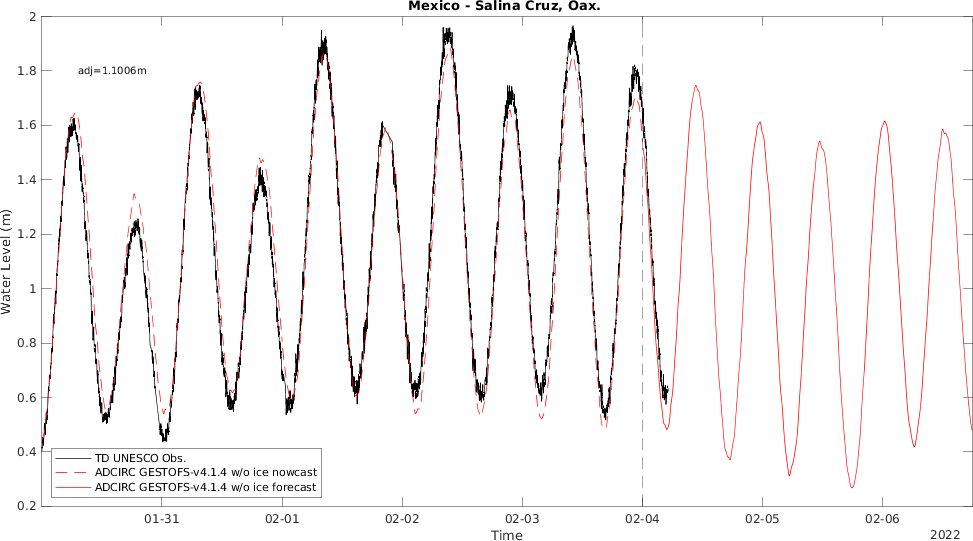 Mexico - Salina Cruz, Oax.
2
1.8
adj=1.1006m
1.6
1.4
1.2
Water Level (m)
1
0.8
0.6
0.4
0.2
TD UNESCO Obs.
ADCIRC GESTOFS-v4.1.4 w/o ice nowcast
ADCIRC GESTOFS-v4.1.4 w/o ice forecast
01-31 02-01 02-02 02-03 02-04 02-05 02-06
Time
2022